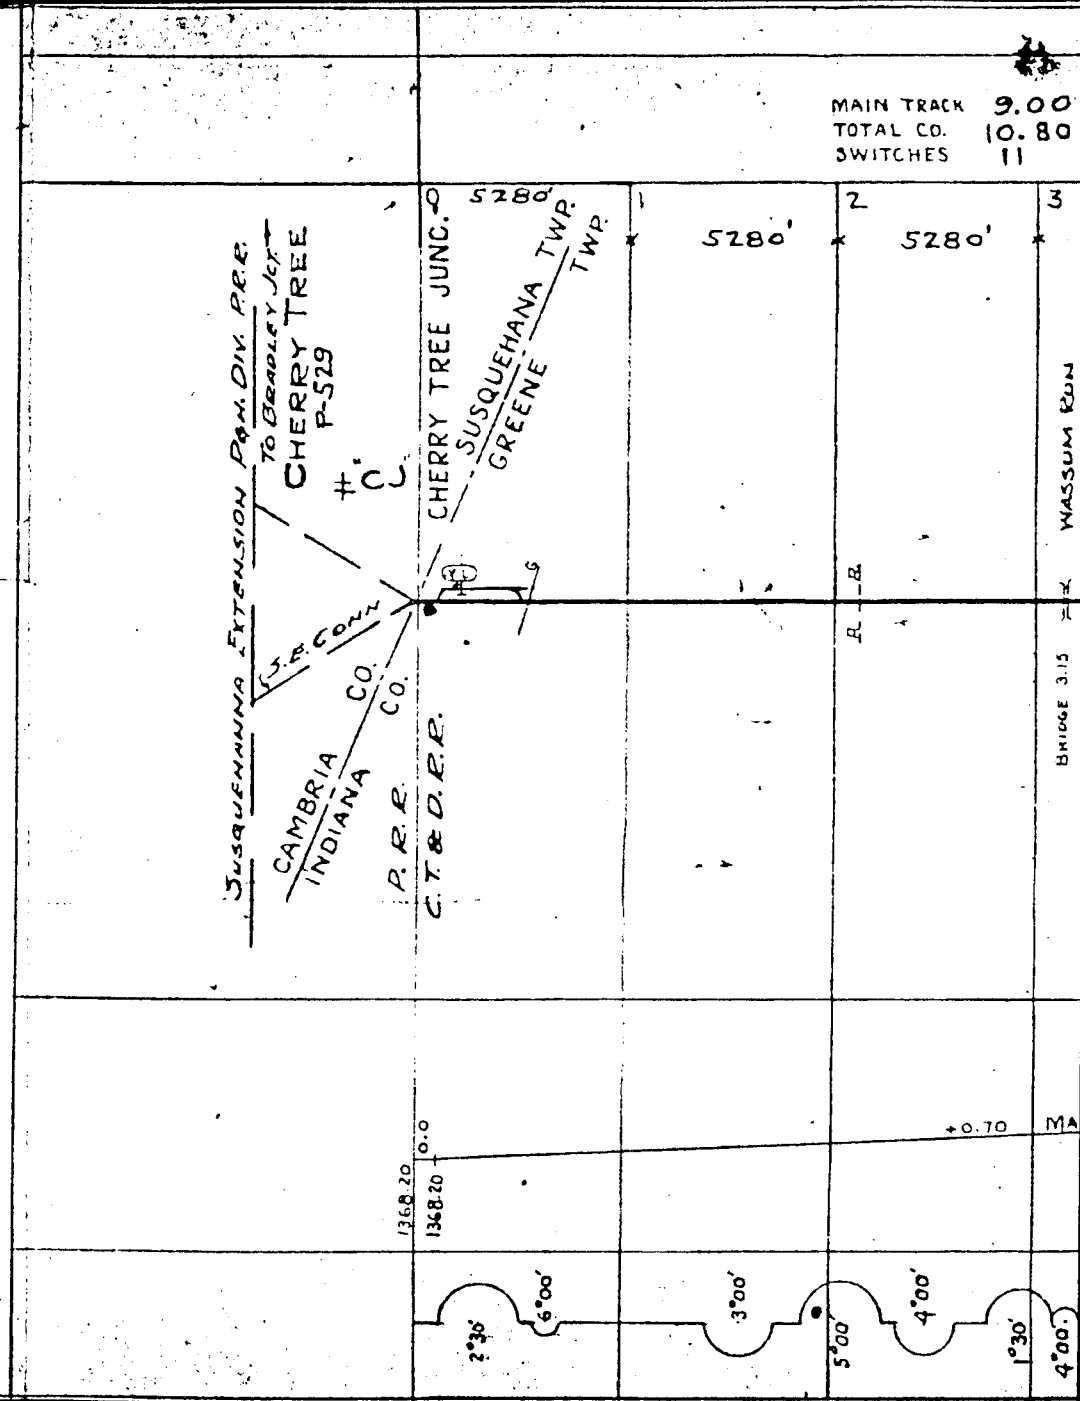 MAIN TRACK 9.00
TOTAL CO. 10.80
SWITCHES 11
0 5280' 1 5280' 2 5280' 3
SUSQUEHANNA EXTENSION P&N. DIV. P.R.R.
TO BRADLEY JCT.
CHERRY TREE
P-529
# "CJ
CHERRY TREE JUNC.
SUSQUEHANA TWP.
GREENE TWP.
S.E. CONN
CAMBRIA CO.
INDIANA CO.
P. R. R.
C. T. & D. R. R.
G
B B
WASSUM RUN
BRIDGE 3.15
1368.20 0.0
1368.20
+0.70
MA
2°30'
6°00'
3°00'
5°00'
4°00'
1°30'
4°00'